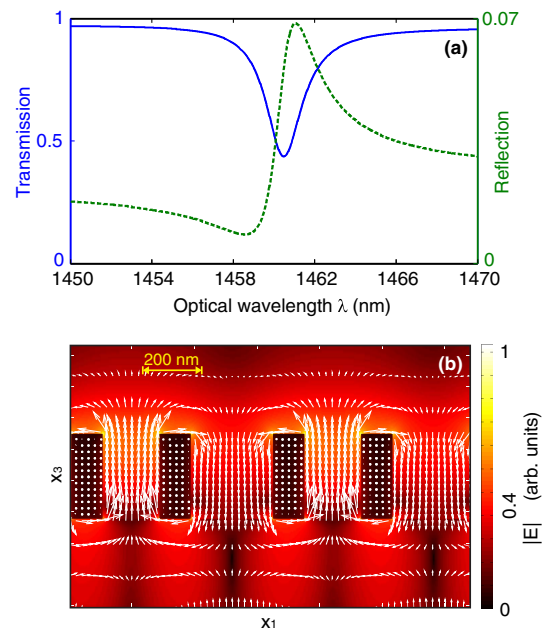 1
0.07
(a)
Transmission
0.5
Reflection
0
0
1450 1454 1458 1462 1466 1470
Optical wavelength λ (nm)
200 nm
(b)
1
x3
0.4
|E| (arb. units)
0
x1